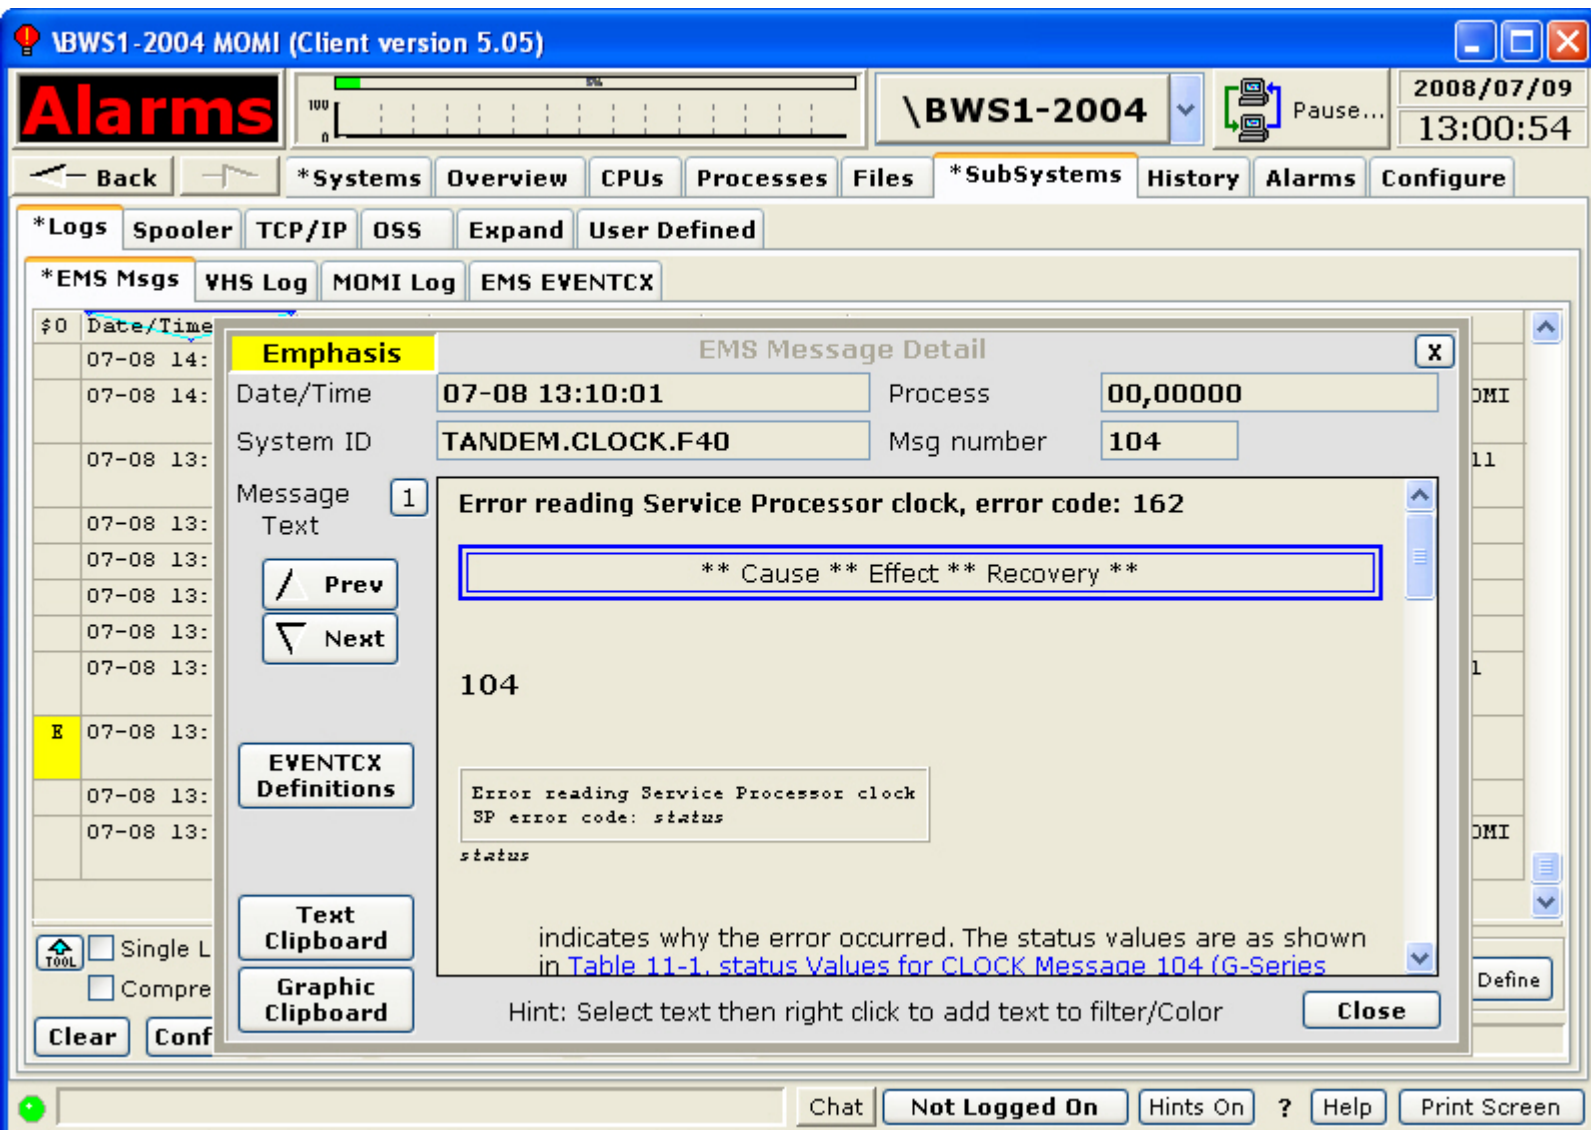 \BWS1-2004 MOMI (Client version 5.05)
Alarms
5%
100
0
\BWS1-2004
Pause...
2008/07/09
13:00:54
Back
*Systems Overview CPUs Processes Files *SubSystems History Alarms Configure
*Logs Spooler TCP/IP OSS Expand User Defined
*EMS Msgs VHS Log MOMI Log EMS EVENTCX
$0 Date/Time
07-08 14:
07-08 14:
OMI
07-08 13:
11
07-08 13:
07-08 13:
07-08 13:
07-08 13:
07-08 13:
1
E 07-08 13:
07-08 13:
07-08 13:
OMI
Emphasis EMS Message Detail X
Date/Time 07-08 13:10:01 Process 00,00000
System ID TANDEM.CLOCK.F40 Msg number 104
Message Text 1
Prev
Next
EVENTCX Definitions
Text Clipboard
Graphic Clipboard
Error reading Service Processor clock, error code: 162
** Cause ** Effect ** Recovery **
104
Error reading Service Processor clock
SP error code: status
status
indicates why the error occurred. The status values are as shown
in Table 11-1, status Values for CLOCK Message 104 (G-Series
Hint: Select text then right click to add text to filter/Color
Close
TOOL
Single L
Compre
Define
Clear Conf
Chat Not Logged On Hints On ? Help Print Screen